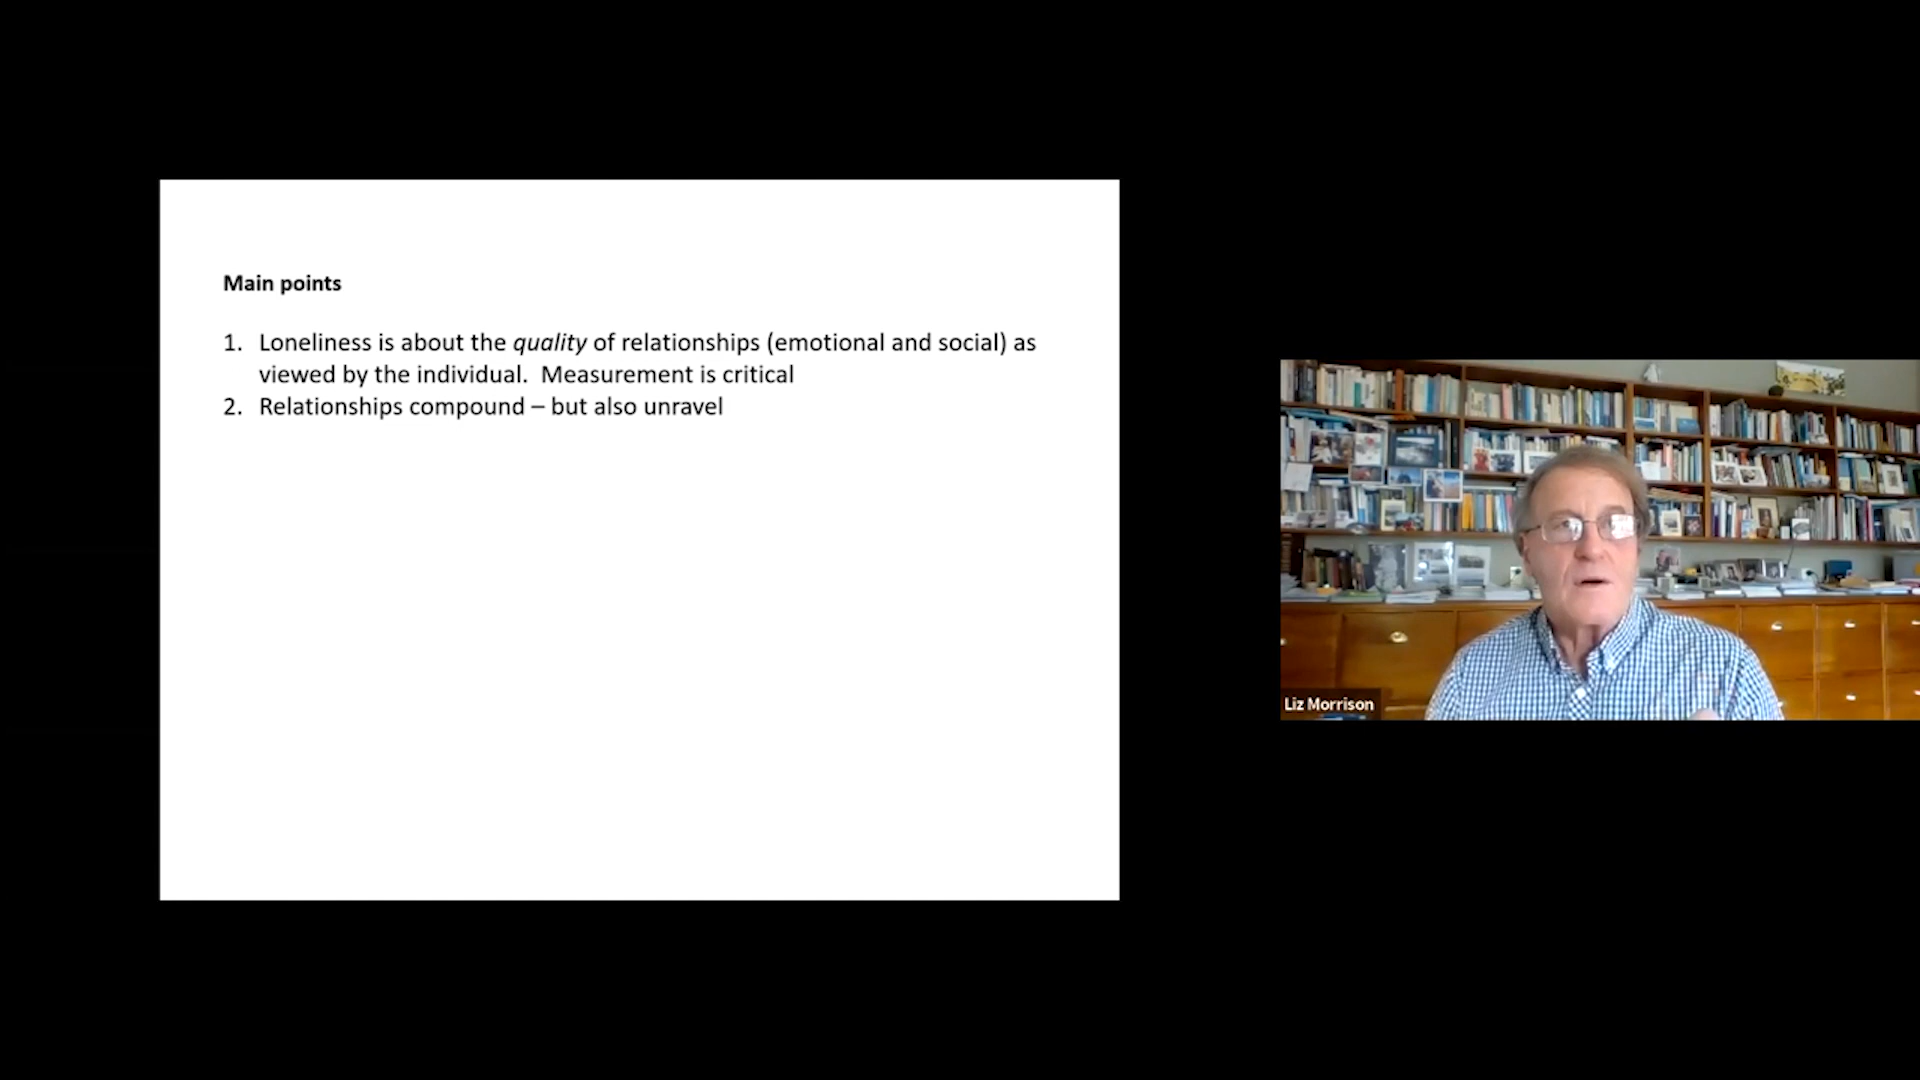 Main points
1. Loneliness is about the quality of relationships (emotional and social) as
viewed by the individual.  Measurement is critical
2. Relationships compound – but also unravel
Liz Morrison